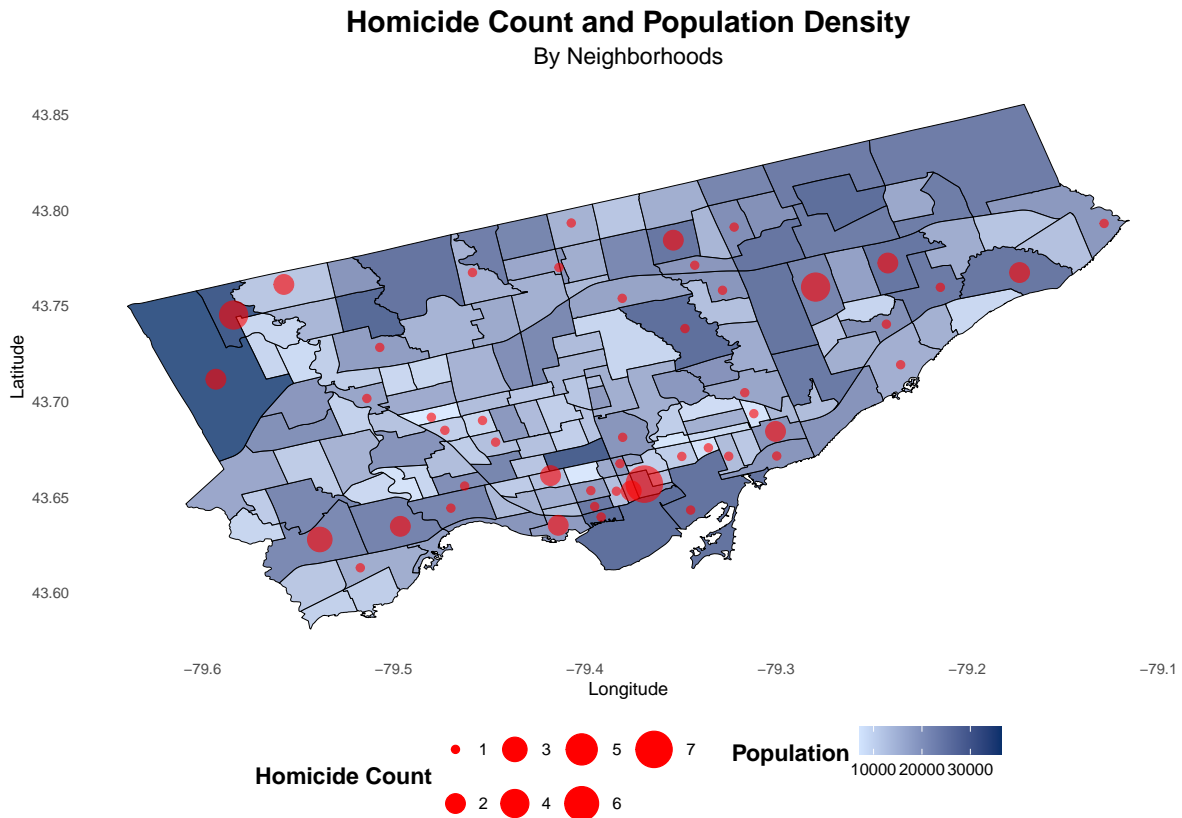 Homicide Count and Population Density
By Neighborhoods
43.85
43.80
43.75
43.70
43.65
43.60
Latitude
−79.6 −79.5 −79.4 −79.3 −79.2 −79.1
Longitude
Homicide Count
1 3 5 7
2 4 6
Population
10000 20000 30000